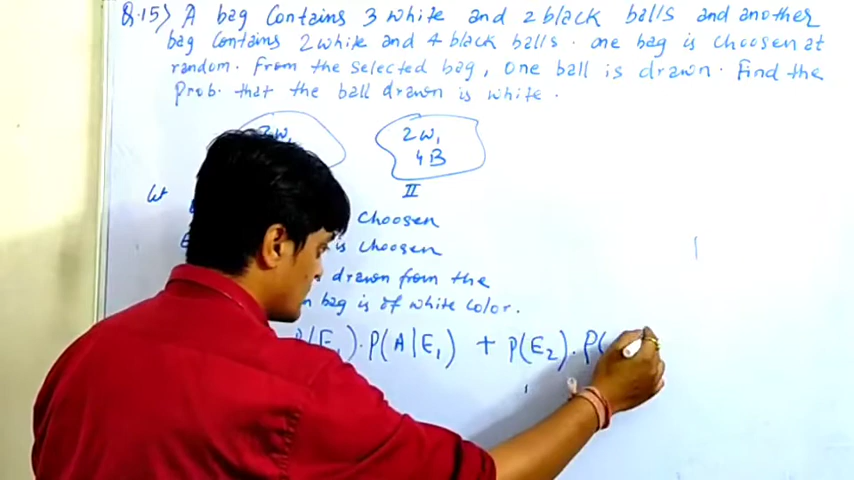 Q.15) A bag Contains 3 white and 2 black balls and another
bag Contains 2 white and 4 black balls. one bag is choosen at
random. From the selected bag, one ball is drawn. Find the
Prob. that the ball drawn is white.
2W,
4B
II
let
Choosen
is choosen
drawn from the
bag is of white color.
P(E1).P(A|E1) + P(E2).P(